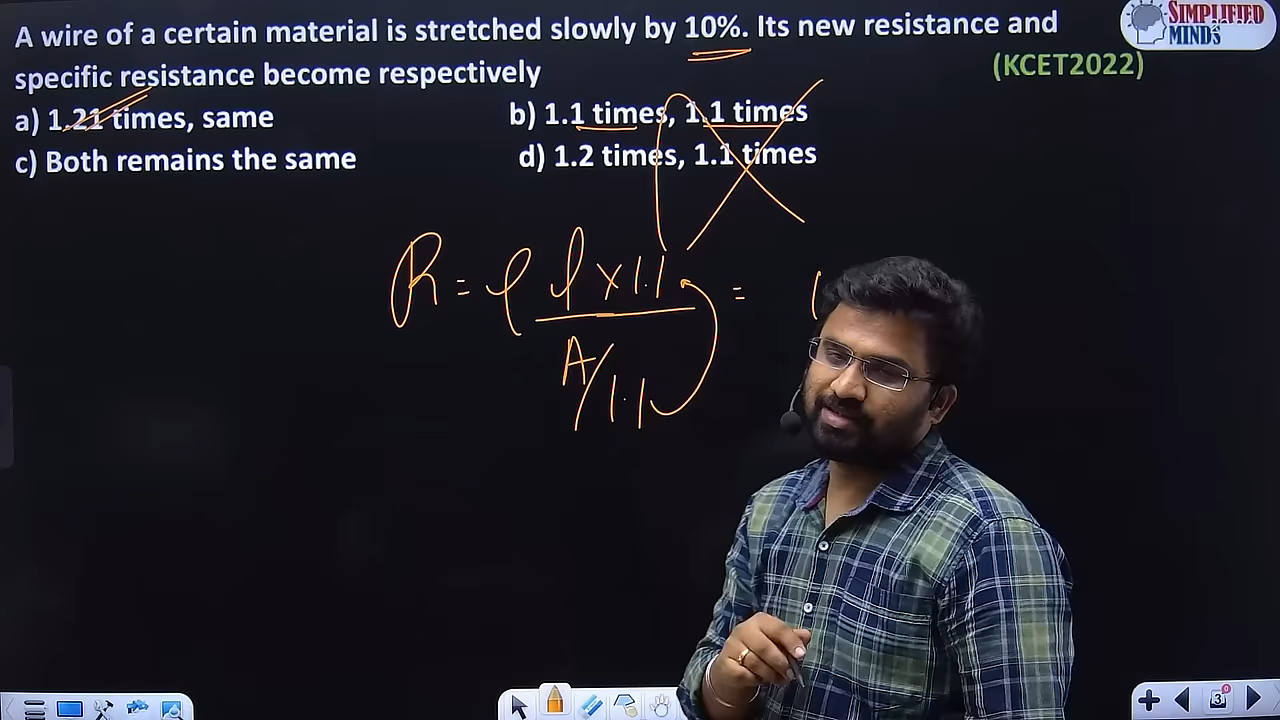 A wire of a certain material is stretched slowly by 10%. Its new resistance and
specific resistance become respectively
(KCET2022)
a) 1.21 times, same
b) 1.1 times, 1.1 times
c) Both remains the same
d) 1.2 times, 1.1 times
SIMPLIFIED
MINDS
R = ρ l × 1.1 =
A/1.1
3